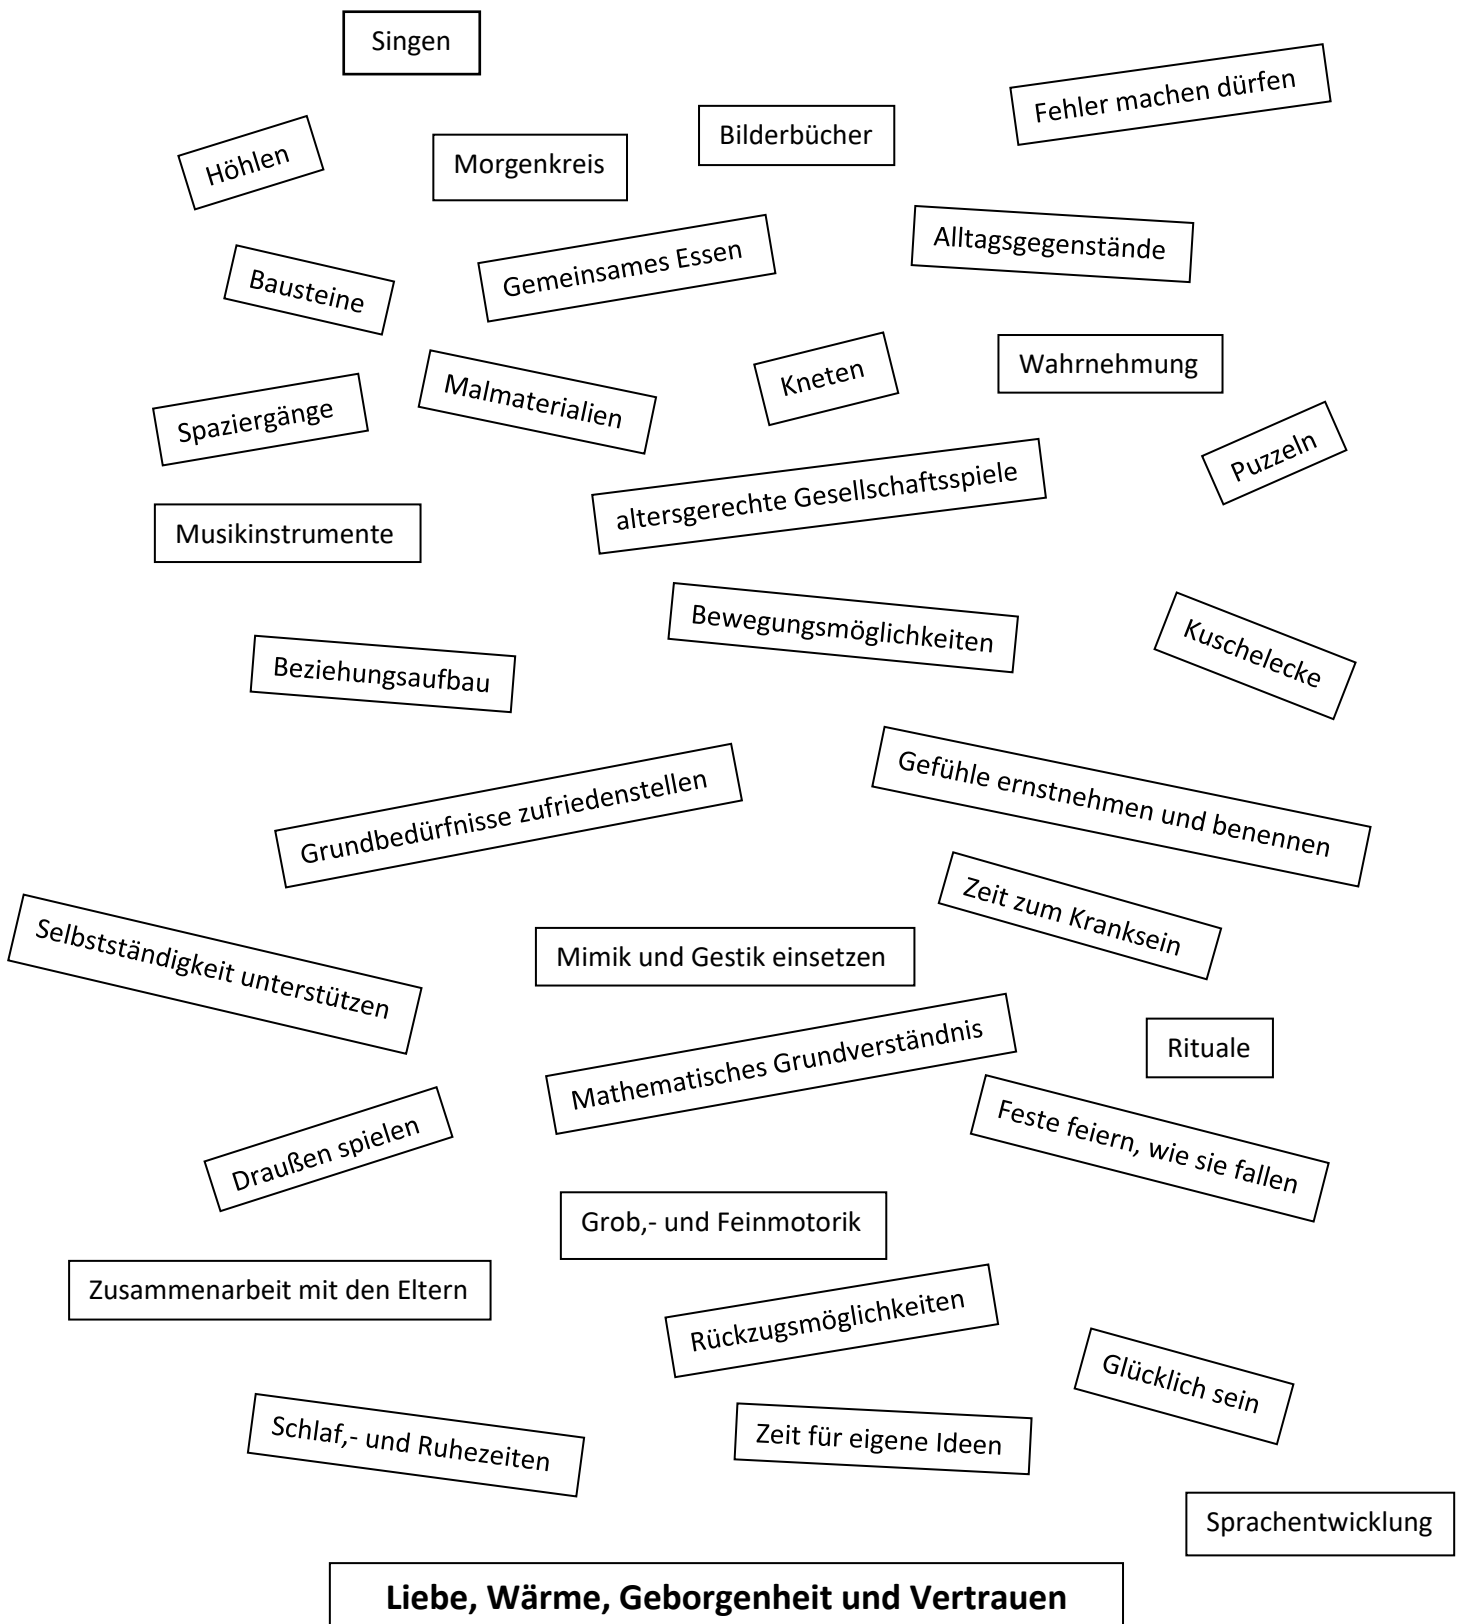 Singen
Fehler machen dürfen
Bilderbücher
Höhlen
Morgenkreis
Alltagsgegenstände
Gemeinsames Essen
Bausteine
Wahrnehmung
Kneten
Malmaterialien
Spaziergänge
Puzzeln
altersgerechte Gesellschaftsspiele
Musikinstrumente
Bewegungsmöglichkeiten
Kuschelecke
Beziehungsaufbau
Gefühle ernstnehmen und benennen
Grundbedürfnisse zufriedenstellen
Zeit zum Kranksein
Selbstständigkeit unterstützen
Mimik und Gestik einsetzen
Rituale
Mathematisches Grundverständnis
Feste feiern, wie sie fallen
Draußen spielen
Grob,- und Feinmotorik
Zusammenarbeit mit den Eltern
Rückzugsmöglichkeiten
Glücklich sein
Schlaf,- und Ruhezeiten
Zeit für eigene Ideen
Sprachentwicklung
Liebe, Wärme, Geborgenheit und Vertrauen